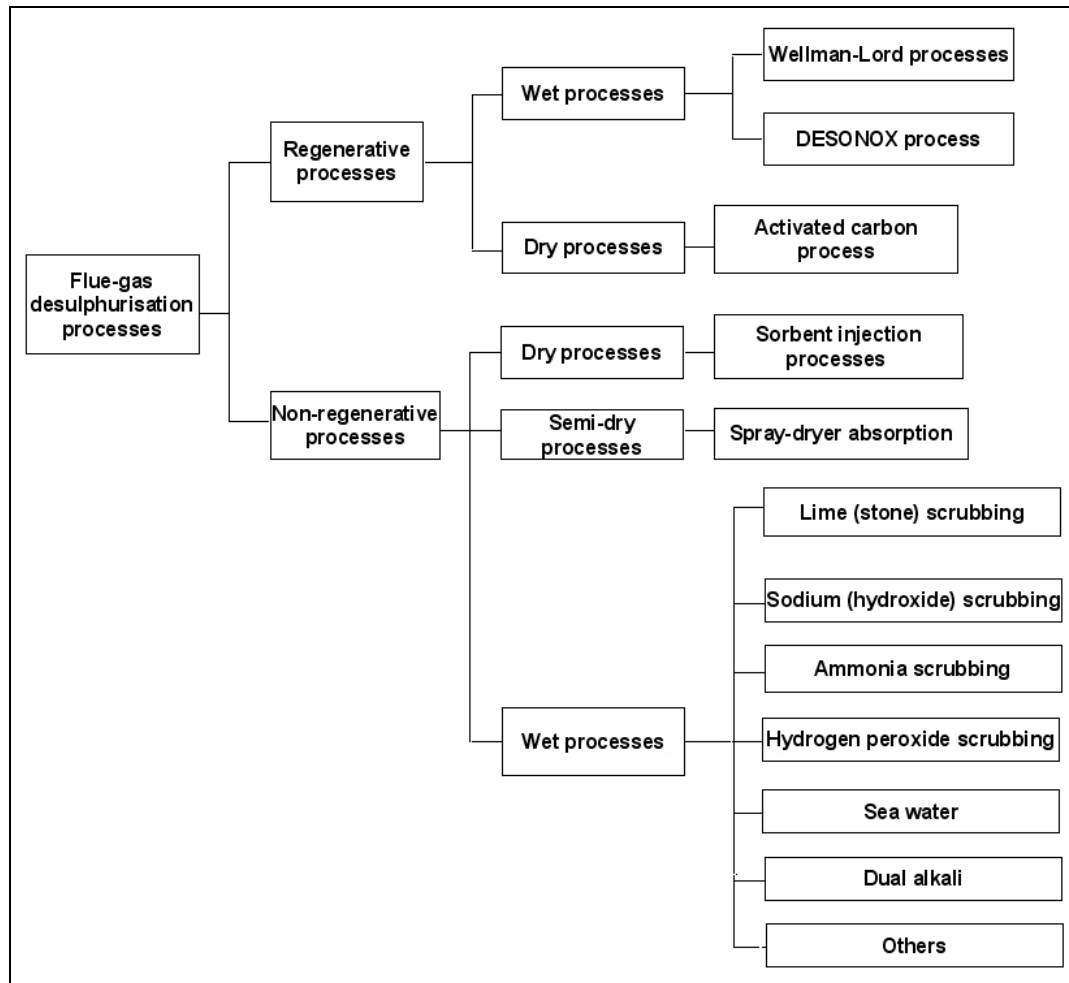 Flue-gas
desulphurisation
processes
Regenerative
processes
Wet processes
Wellman-Lord processes
DESONOX process
Dry processes
Activated carbon
process
Non-regenerative
processes
Dry processes
Sorbent injection
processes
Semi-dry
processes
Spray-dryer absorption
Wet processes
Lime (stone) scrubbing
Sodium (hydroxide) scrubbing
Ammonia scrubbing
Hydrogen peroxide scrubbing
Sea water
Dual alkali
Others